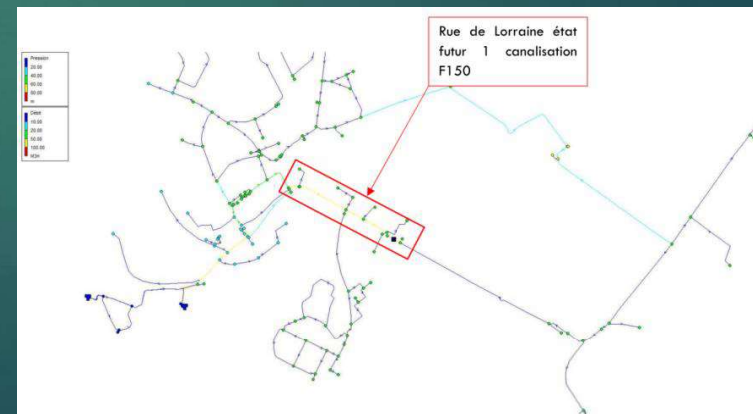 Rue de Lorraine état
futur 1 canalisation
F150
Pression
20.00
40.00
60.00
80.00
m
Débit
10.00
20.00
50.00
100.00
M3H